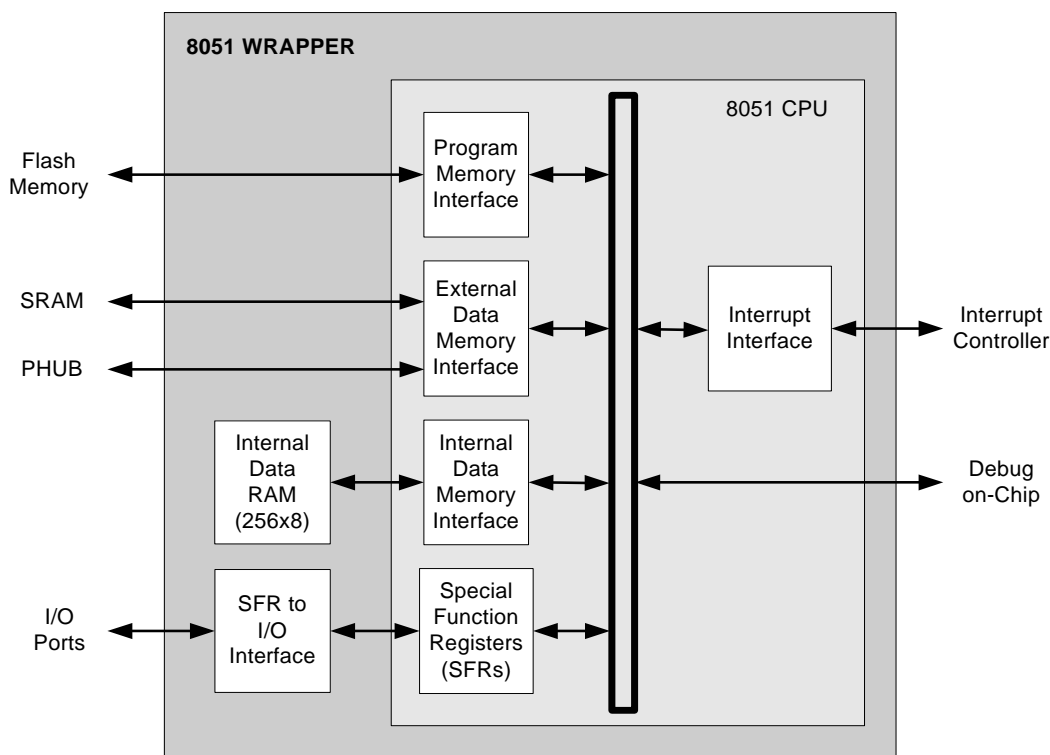 8051 WRAPPER
8051 CPU
Flash
Memory
Program
Memory
Interface
SRAM
PHUB
External
Data
Memory
Interface
Interrupt
Interface
Interrupt
Controller
Internal
Data
RAM
(256x8)
Internal
Data
Memory
Interface
Debug
on-Chip
I/O
Ports
SFR to
I/O
Interface
Special
Function
Registers
(SFRs)